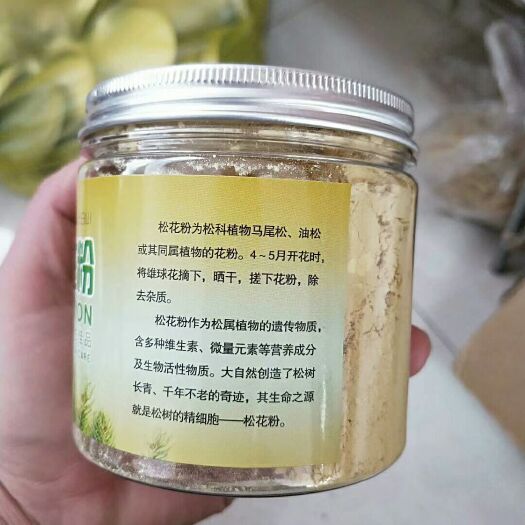 粉
松花粉为松科植物马尾松、油松
或其同属植物的花粉。4~5月开花时,
将雄球花摘下，晒干，搓下花粉，除
去杂质。
松花粉作为松属植物的遗传物质，
含多种维生素、微量元素等营养成分
及生物活性物质。大自然创造了松树
长青、千年不老的奇迹，其生命之源
就是松树的精细胞——松花粉。